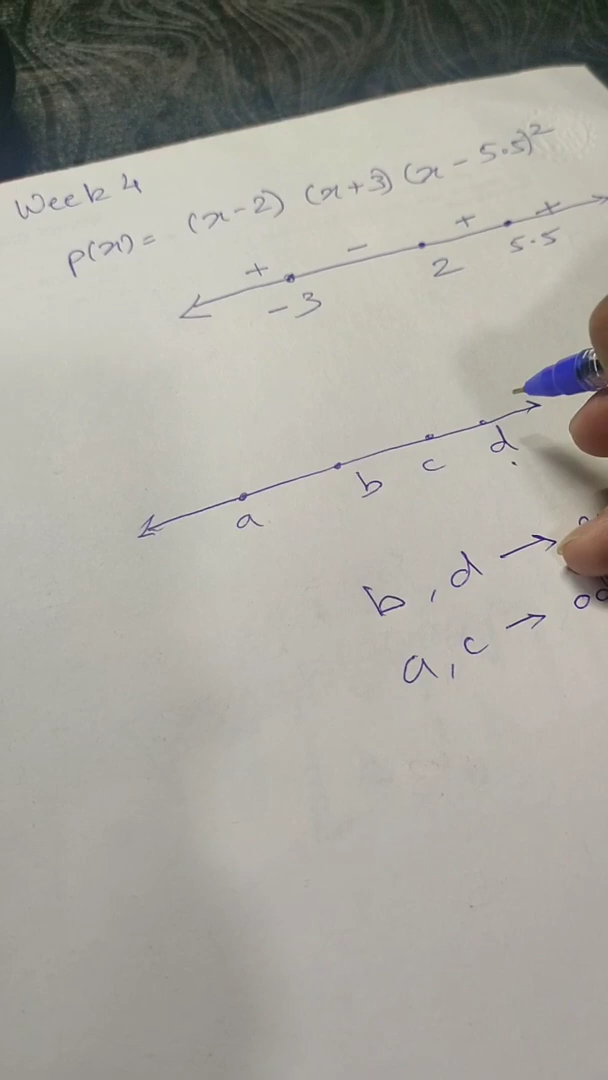 Week 4
p(x) = (x-2) (x+3) (x - 5.5)²
+ - + +
-3 2 5.5
a b c d
b, d →
a, c →